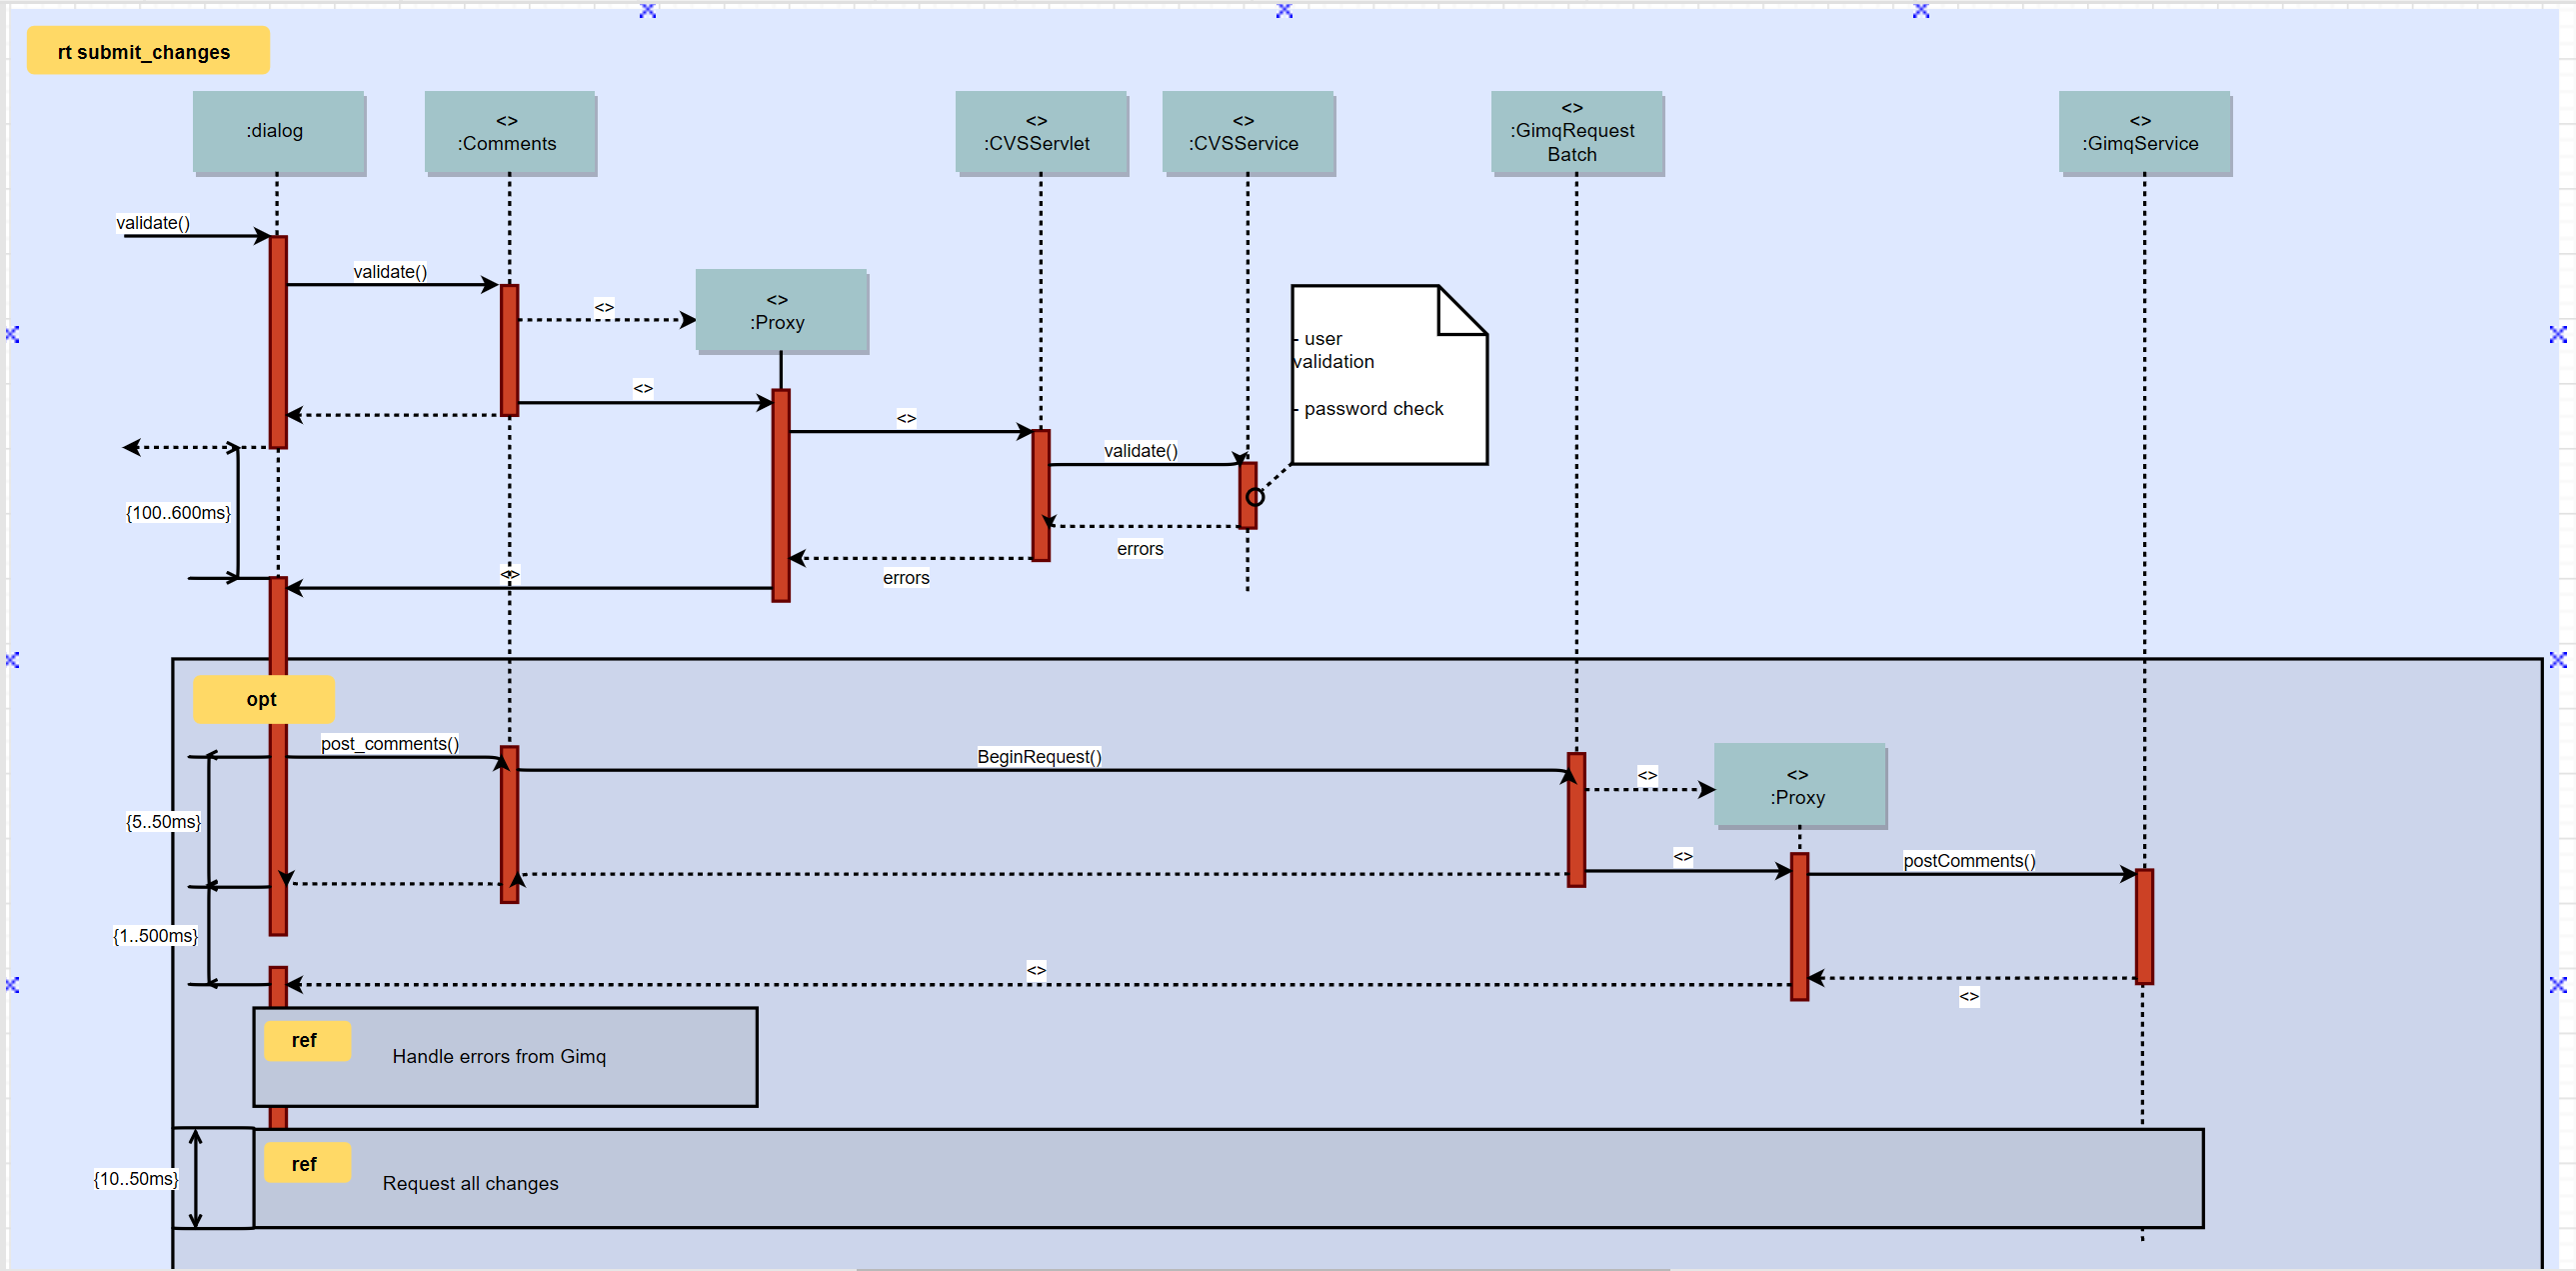 rt submit_changes
:dialog
<>
:Comments
<>
:CVSServlet
<>
:CVSService
<>
:GimqRequest
Batch
<>
:GimqService
validate()
validate()
<>
<>
:Proxy
- user
validation
- password check
<>
<>
validate()
{100..600ms}
errors
errors
<>
opt
post_comments()
BeginRequest()
<>
<>
:Proxy
{5..50ms}
<>
postComments()
{1..500ms}
<>
<>
ref
Handle errors from Gimq
ref
Request all changes
{10..50ms}